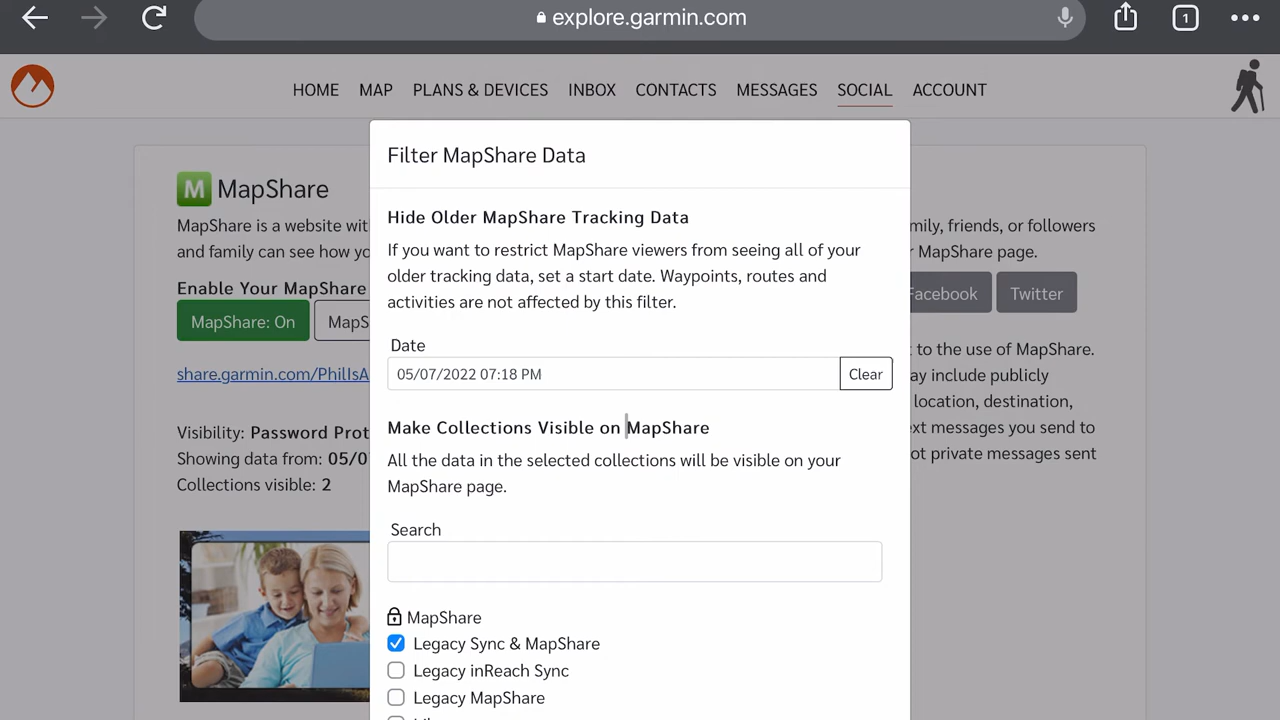 explore.garmin.com
1
HOME MAP PLANS & DEVICES INBOX CONTACTS MESSAGES SOCIAL ACCOUNT
Filter MapShare Data
M MapShare
Hide Older MapShare Tracking Data
MapShare is a website
and family can see how
If you want to restrict MapShare viewers from seeing all of your
older tracking data, set a start date. Waypoints, routes and
activities are not affected by this filter.
family, friends, or followers
MapShare page.
Enable Your MapShare
MapShare: On
Facebook Twitter
Date
05/07/2022 07:18 PM Clear
share.garmin.com/PhilIsA
to the use of MapShare.
may include publicly
location, destination,
text messages you send to
not private messages sent
Make Collections Visible on MapShare
All the data in the selected collections will be visible on your
MapShare page.
Visibility: Password Prot
Showing data from: 05/0
Collections visible: 2
Search
MapShare
Legacy Sync & MapShare
Legacy inReach Sync
Legacy MapShare